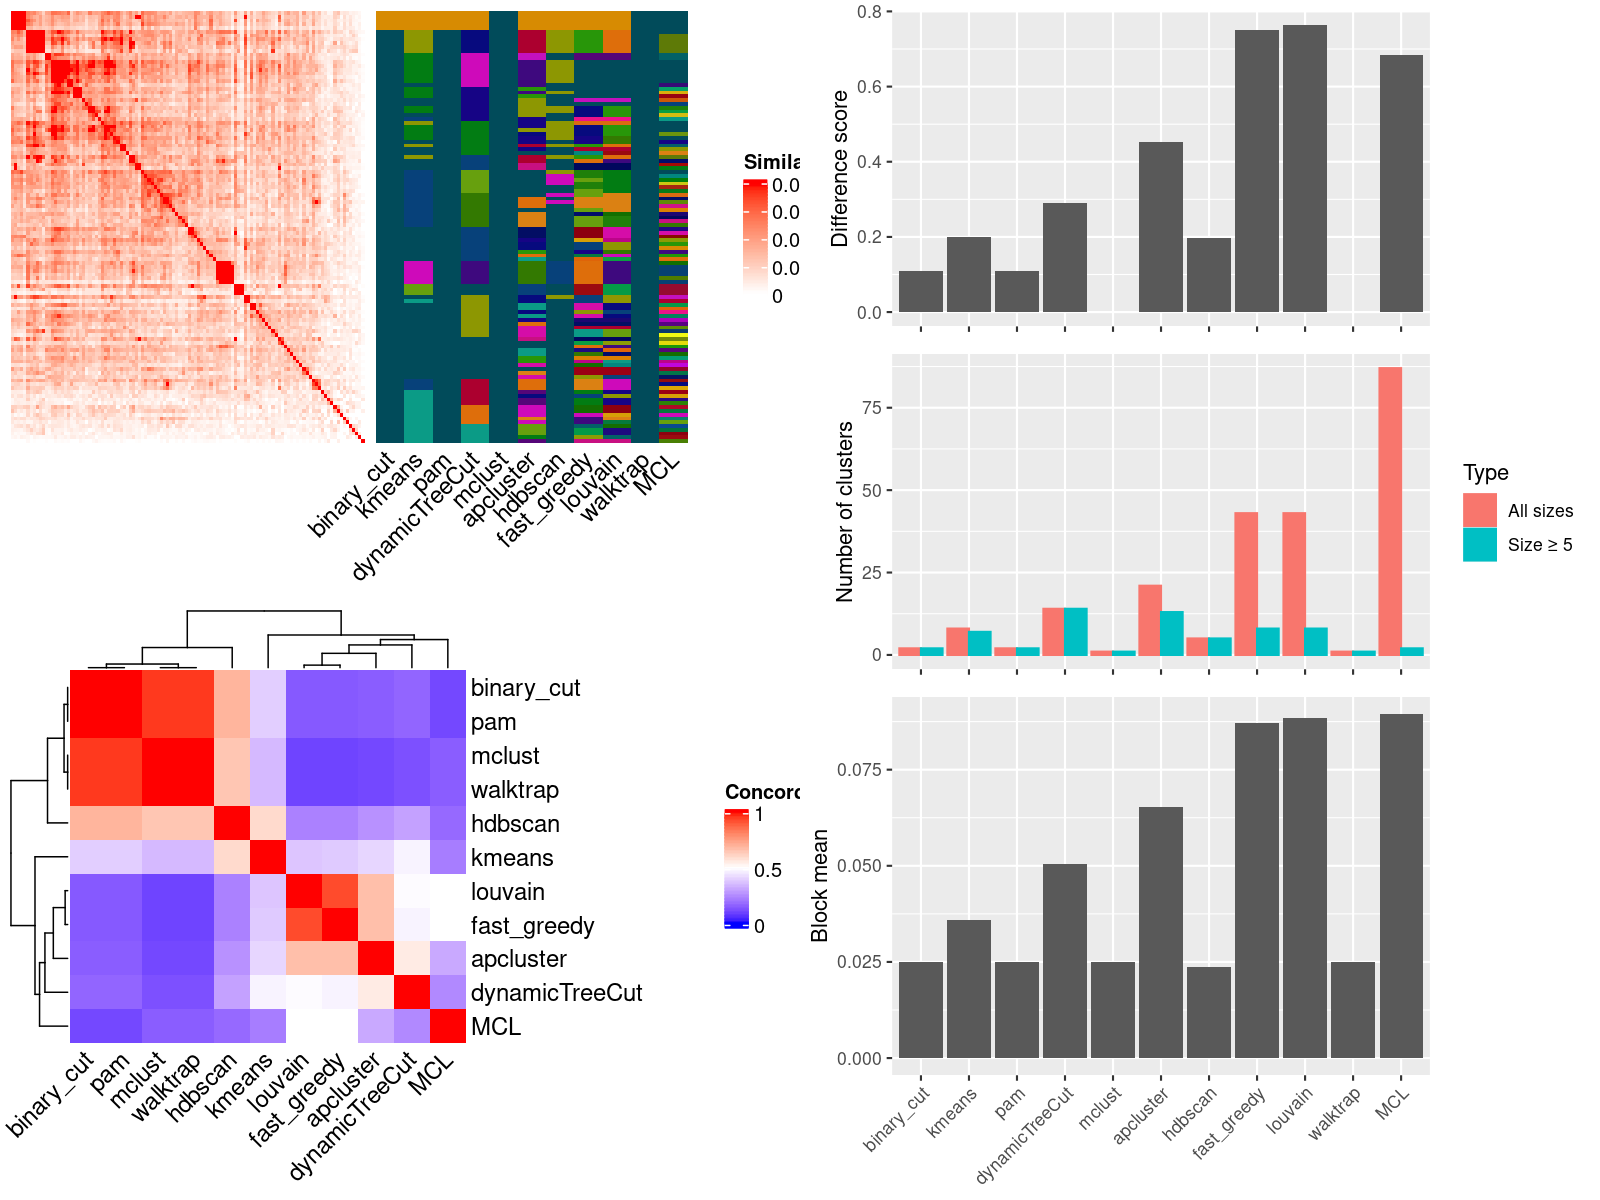 Simila
0.0
0.0
0.0
0.0
0
binary_cut
kmeans
pam
dynamicTreeCut
mclust
apcluster
hdbscan
fast_greedy
louvain
walktrap
MCL
binary_cut
pam
mclust
walktrap
hdbscan
kmeans
louvain
fast_greedy
apcluster
dynamicTreeCut
MCL
binary_cut
pam
mclust
walktrap
hdbscan
kmeans
louvain
fast_greedy
apcluster
dynamicTreeCut
MCL
Concord
1
0.5
0
Difference score
0.8
0.6
0.4
0.2
0.0
Number of clusters
75
50
25
0
Type
All sizes
Size ≥ 5
Block mean
0.075
0.050
0.025
0.000
binary_cut
kmeans
pam
dynamicTreeCut
mclust
apcluster
hdbscan
fast_greedy
louvain
walktrap
MCL